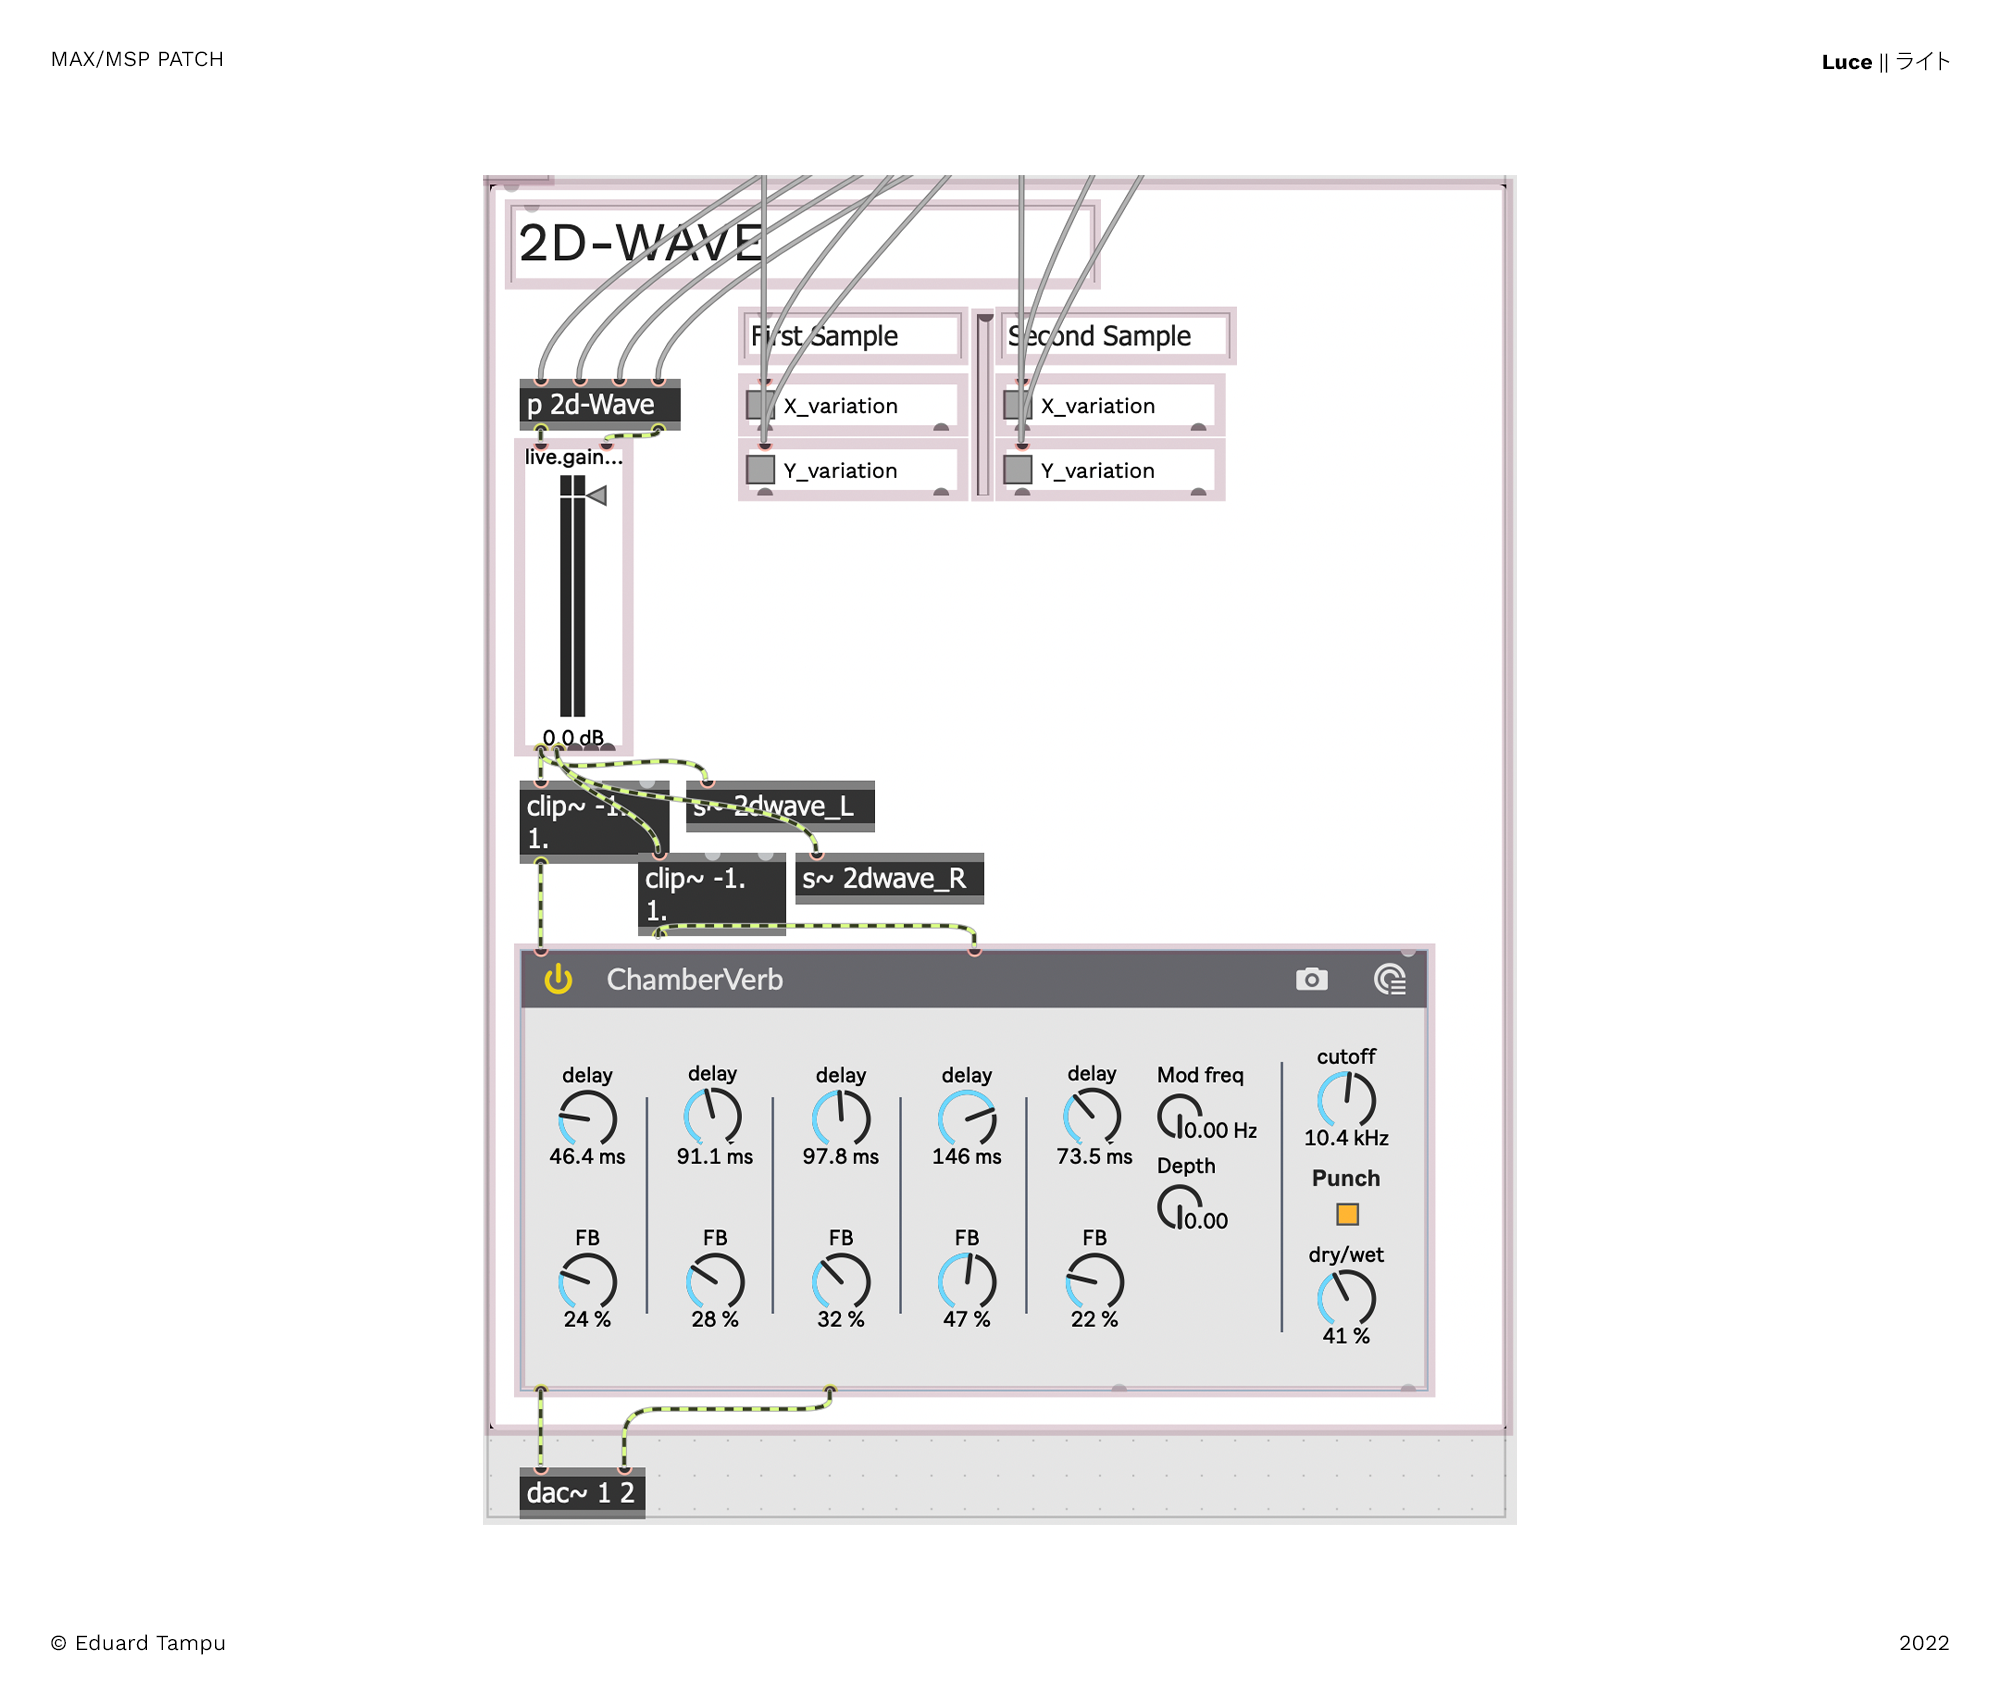 MAX/MSP PATCH
Luce || ライト
2D-WAVE
First Sample
Second Sample
p 2d-Wave
X_variation
X_variation
live.gain...
Y_variation
Y_variation
0.0 dB
clip~ -1.
1.
s~ 2dwave_L
clip~ -1.
1.
s~ 2dwave_R
ChamberVerb
delay
delay
delay
delay
delay
Mod freq
cutoff
46.4 ms
91.1 ms
97.8 ms
146 ms
73.5 ms
0.00 Hz
10.4 kHz
Depth
0.00
Punch
FB
FB
FB
FB
FB
dry/wet
24 %
28 %
32 %
47 %
22 %
41 %
dac~ 1 2
© Eduard Tampu
2022